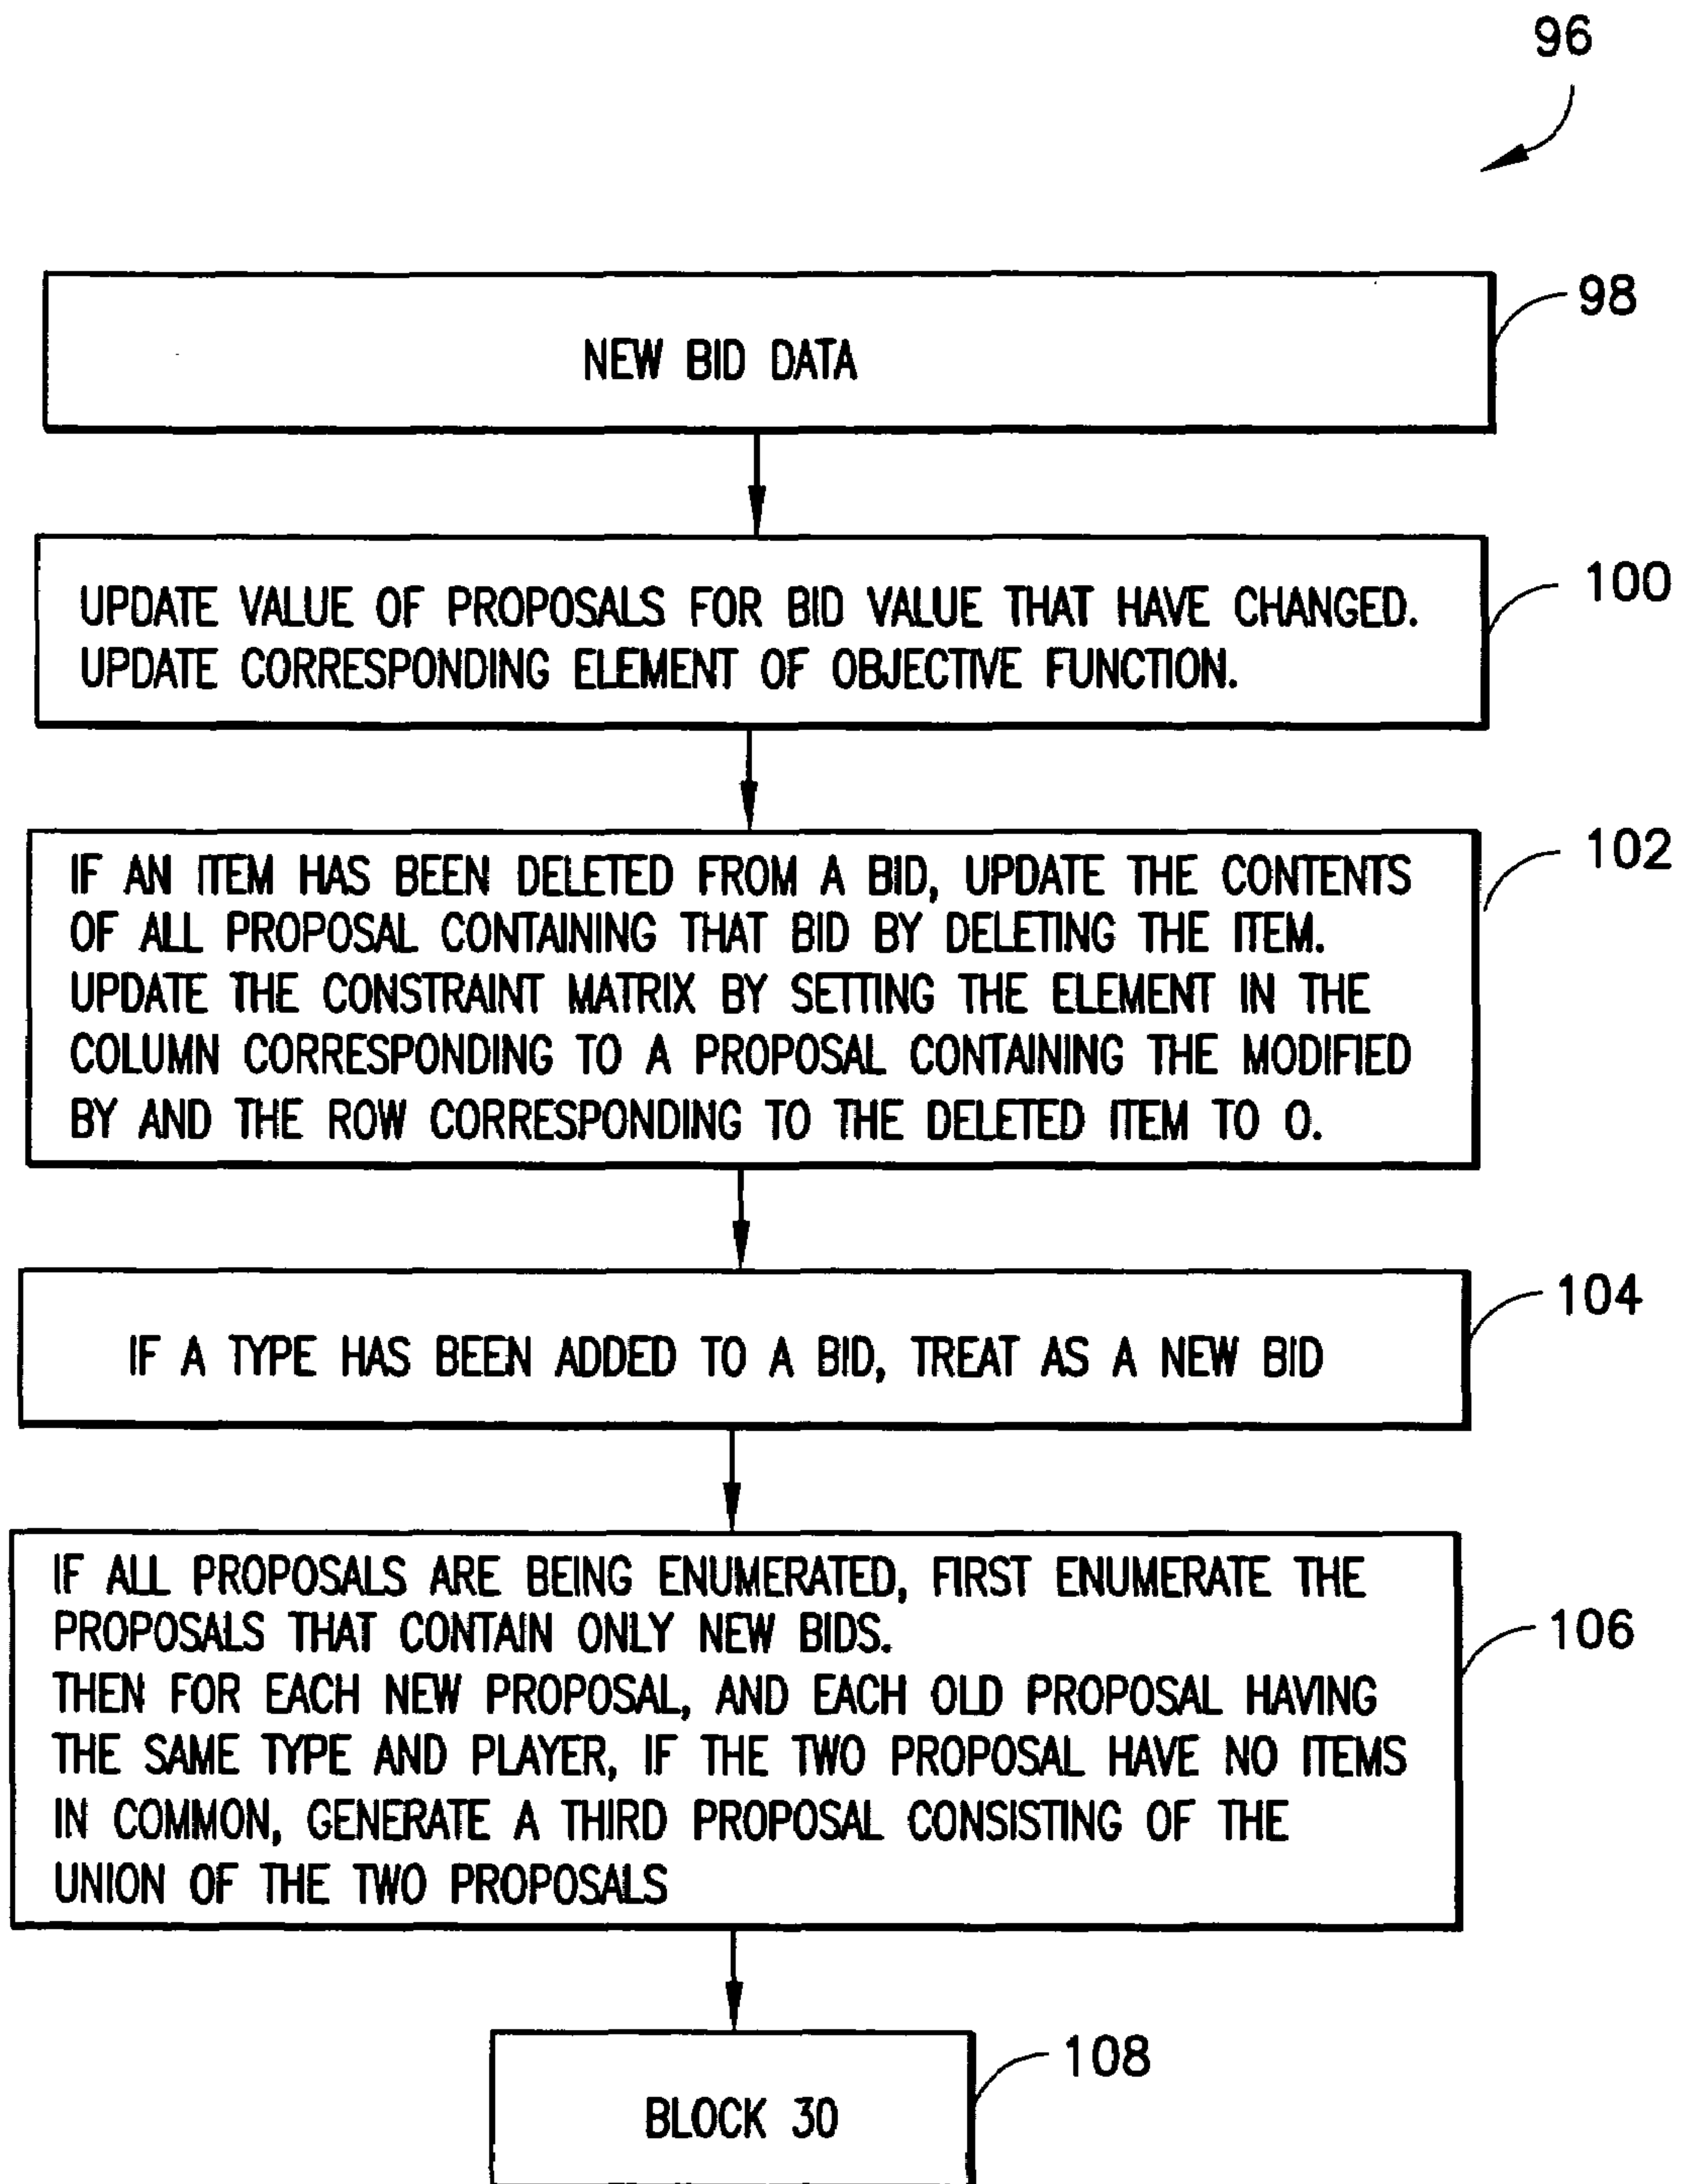 96
98
NEW BID DATA
100
UPDATE VALUE OF PROPOSALS FOR BID VALUE THAT HAVE CHANGED.
UPDATE CORRESPONDING ELEMENT OF OBJECTIVE FUNCTION.
102
IF AN ITEM HAS BEEN DELETED FROM A BID, UPDATE THE CONTENTS
OF ALL PROPOSAL CONTAINING THAT BID BY DELETING THE ITEM.
UPDATE THE CONSTRAINT MATRIX BY SETTING THE ELEMENT IN THE
COLUMN CORRESPONDING TO A PROPOSAL CONTAINING THE MODIFIED
BY AND THE ROW CORRESPONDING TO THE DELETED ITEM TO 0.
104
IF A TYPE HAS BEEN ADDED TO A BID, TREAT AS A NEW BID
106
IF ALL PROPOSALS ARE BEING ENUMERATED, FIRST ENUMERATE THE
PROPOSALS THAT CONTAIN ONLY NEW BIDS.
THEN FOR EACH NEW PROPOSAL, AND EACH OLD PROPOSAL HAVING
THE SAME TYPE AND PLAYER, IF THE TWO PROPOSAL HAVE NO ITEMS
IN COMMON, GENERATE A THIRD PROPOSAL CONSISTING OF THE
UNION OF THE TWO PROPOSALS
108
BLOCK 30